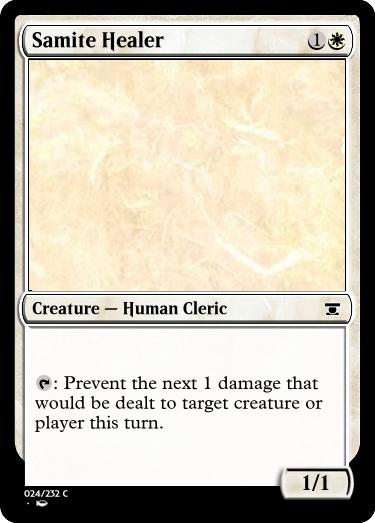 Samite Healer 1
Creature — Human Cleric
: Prevent the next 1 damage that
would be dealt to target creature or
player this turn.
1/1
024/232 C